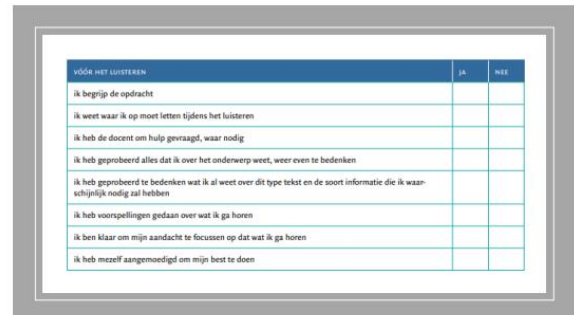 VÓÓR HET LUISTEREN JA NEE
ik begrijp de opdracht
ik weet waar ik op moet letten tijdens het luisteren
ik heb de docent om hulp gevraagd, waar nodig
ik heb geprobeerd alles dat ik over het onderwerp weet, weer even te bedenken
ik heb geprobeerd te bedenken wat ik al weet over dit type tekst en de soort informatie die ik waar-
schijnlijk nodig zal hebben
ik heb voorspellingen gedaan over wat ik ga horen
ik ben klaar om mijn aandacht te focussen op dat wat ik ga horen
ik heb mezelf aangemoedigd om mijn best te doen